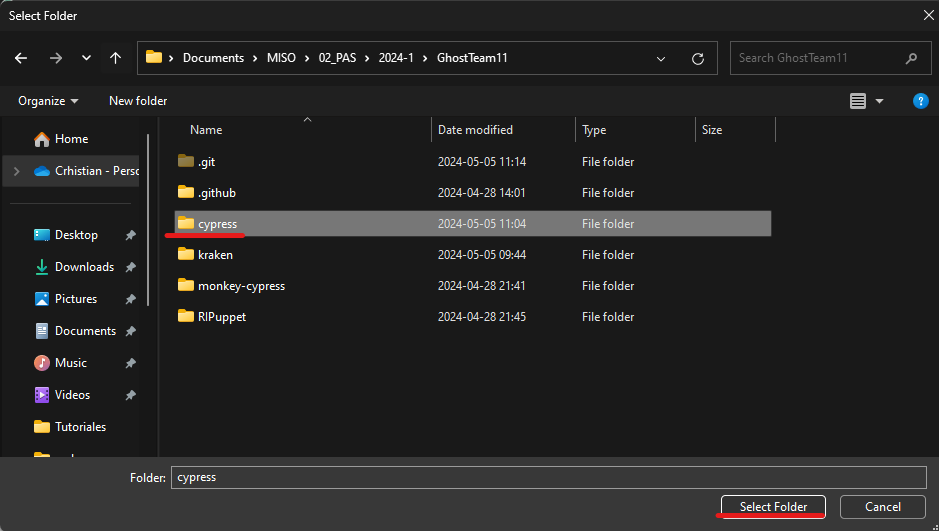 Select Folder
Documents > MISO > 02_PAS > 2024-1 > GhostTeam11
Search GhostTeam11
Organize New folder
Home
Crhistian - Perso
Desktop
Downloads
Pictures
Documents
Music
Videos
Tutoriales
Name Date modified Type Size
.git 2024-05-05 11:14 File folder
.github 2024-04-28 14:01 File folder
cypress 2024-05-05 11:04 File folder
kraken 2024-05-05 09:44 File folder
monkey-cypress 2024-04-28 21:41 File folder
RIPuppet 2024-04-28 21:45 File folder
Folder: cypress
Select Folder Cancel